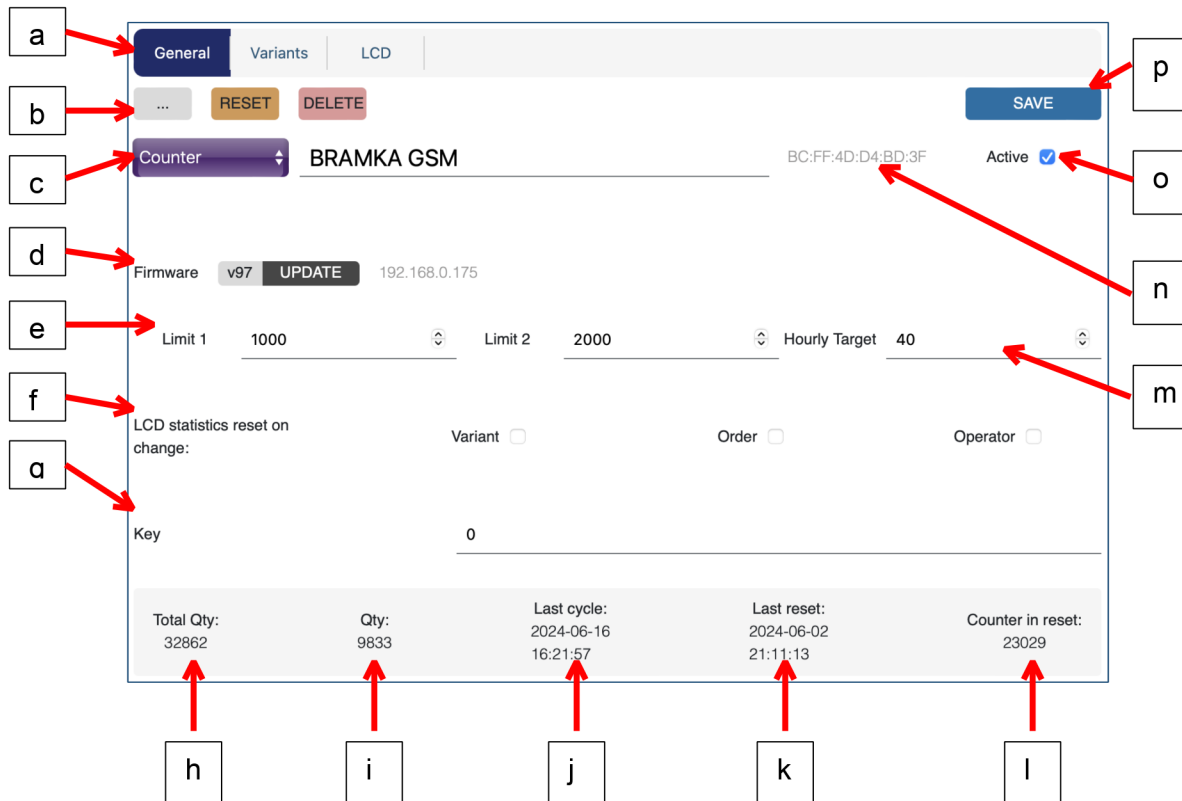 a
General Variants LCD
p
b
... RESET DELETE SAVE
c
Counter BRAMKA GSM BC:FF:4D:D4:BD:3F Active
o
d
Firmware v97 UPDATE 192.168.0.175
n
e
Limit 1 1000 Limit 2 2000 Hourly Target 40
m
f
LCD statistics reset on
change:
Variant Order Operator
g
Key 0
Total Qty: Qty: Last cycle: Last reset: Counter in reset:
32862 9833 2024-06-16 2024-06-02 23029
16:21:57 21:11:13
h i j k l